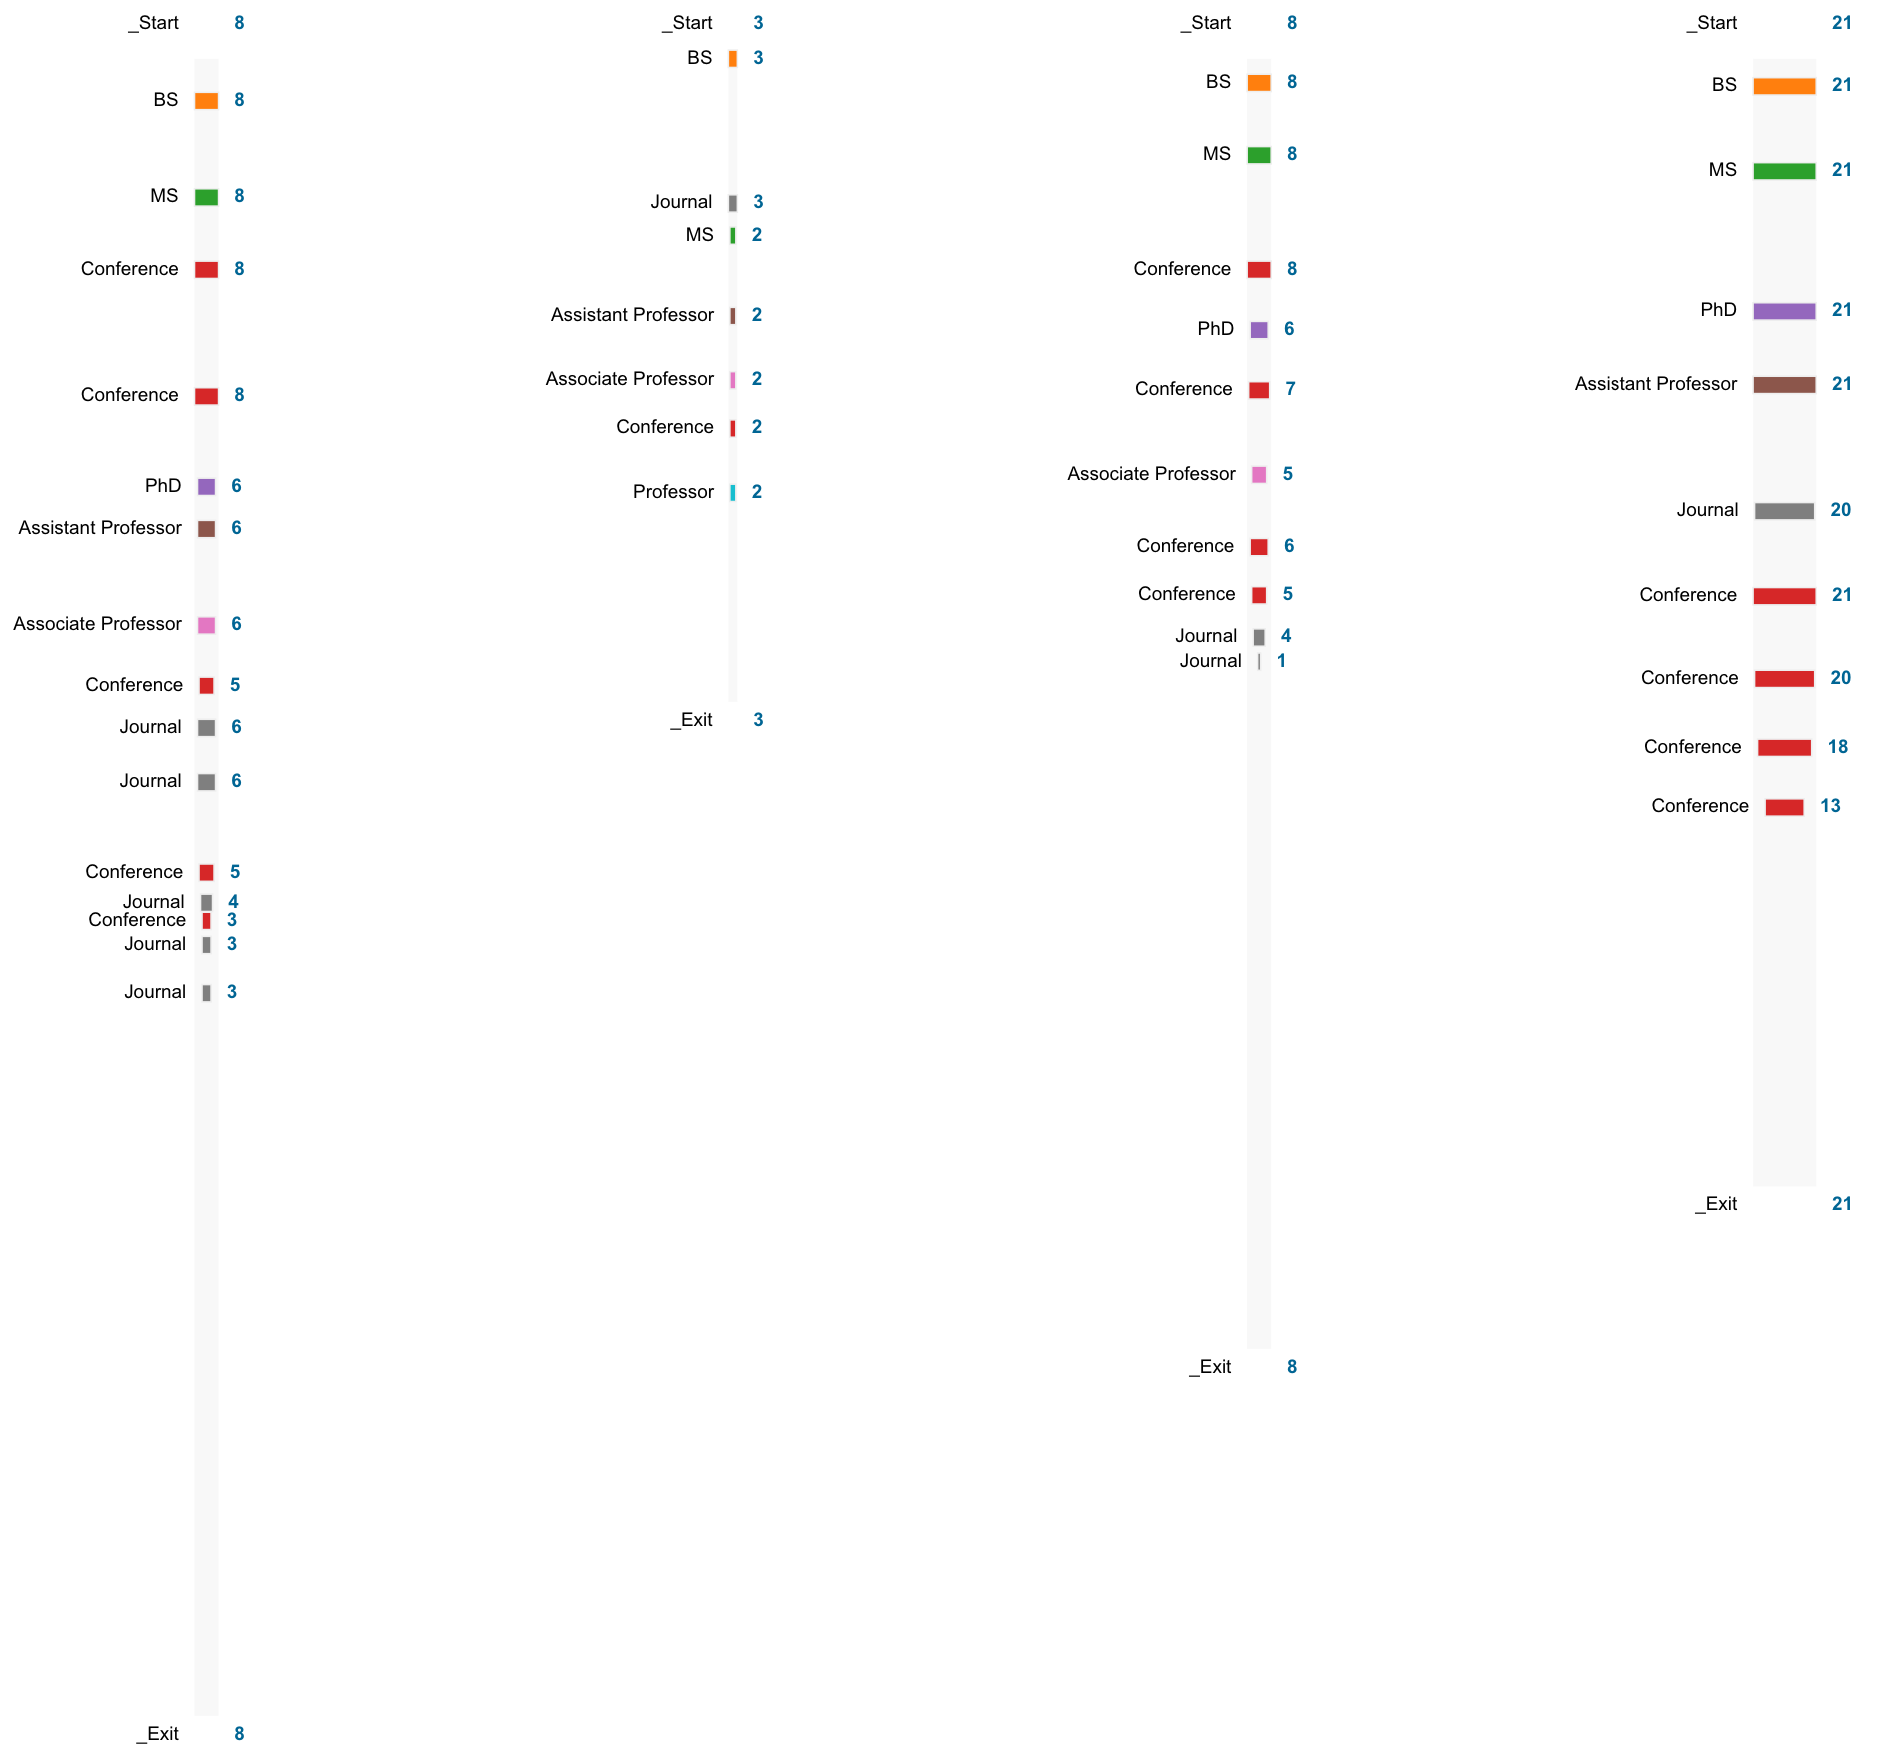 _Start 8
BS 8
MS 8
Conference 8
Conference 8
PhD 6
Assistant Professor 6
Associate Professor 6
Conference 5
Journal 6
Journal 6
Conference 5
Journal 4
Conference 3
Journal 3
Journal 3
_Exit 8
_Start 3
BS 3
Journal 3
MS 2
Assistant Professor 2
Associate Professor 2
Conference 2
Professor 2
_Exit 3
_Start 8
BS 8
MS 8
Conference 8
PhD 6
Conference 7
Associate Professor 5
Conference 6
Conference 5
Journal 4
Journal 1
_Exit 8
_Start 21
BS 21
MS 21
PhD 21
Assistant Professor 21
Journal 20
Conference 21
Conference 20
Conference 18
Conference 13
_Exit 21